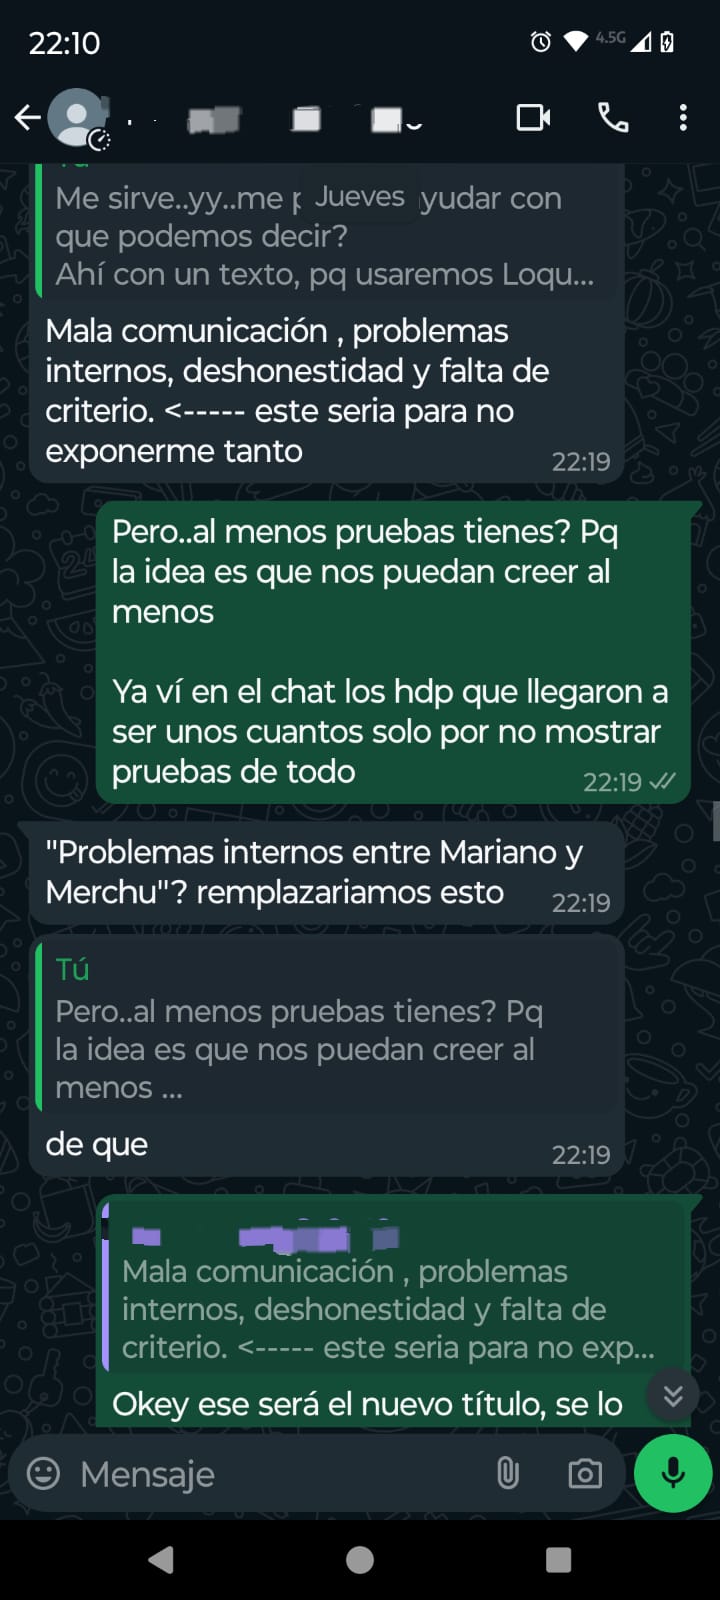 22:10
4.5G
Tú
Me sirve..yy..me p Jueves yudar con
que podemos decir?
Ahí con un texto, pq usaremos Loqu...
Mala comunicación , problemas
internos, deshonestidad y falta de
criterio. <----- este seria para no
exponerme tanto
22:19
Pero..al menos pruebas tienes? Pq
la idea es que nos puedan creer al
menos
Ya ví en el chat los hdp que llegaron a
ser unos cuantos solo por no mostrar
pruebas de todo
22:19
"Problemas internos entre Mariano y
Merchu"? remplazariamos esto
22:19
Tú
Pero..al menos pruebas tienes? Pq
la idea es que nos puedan creer al
menos ...
de que
22:19
Mala comunicación , problemas
internos, deshonestidad y falta de
criterio. <----- este seria para no exp...
Okey ese será el nuevo título, se lo
Mensaje